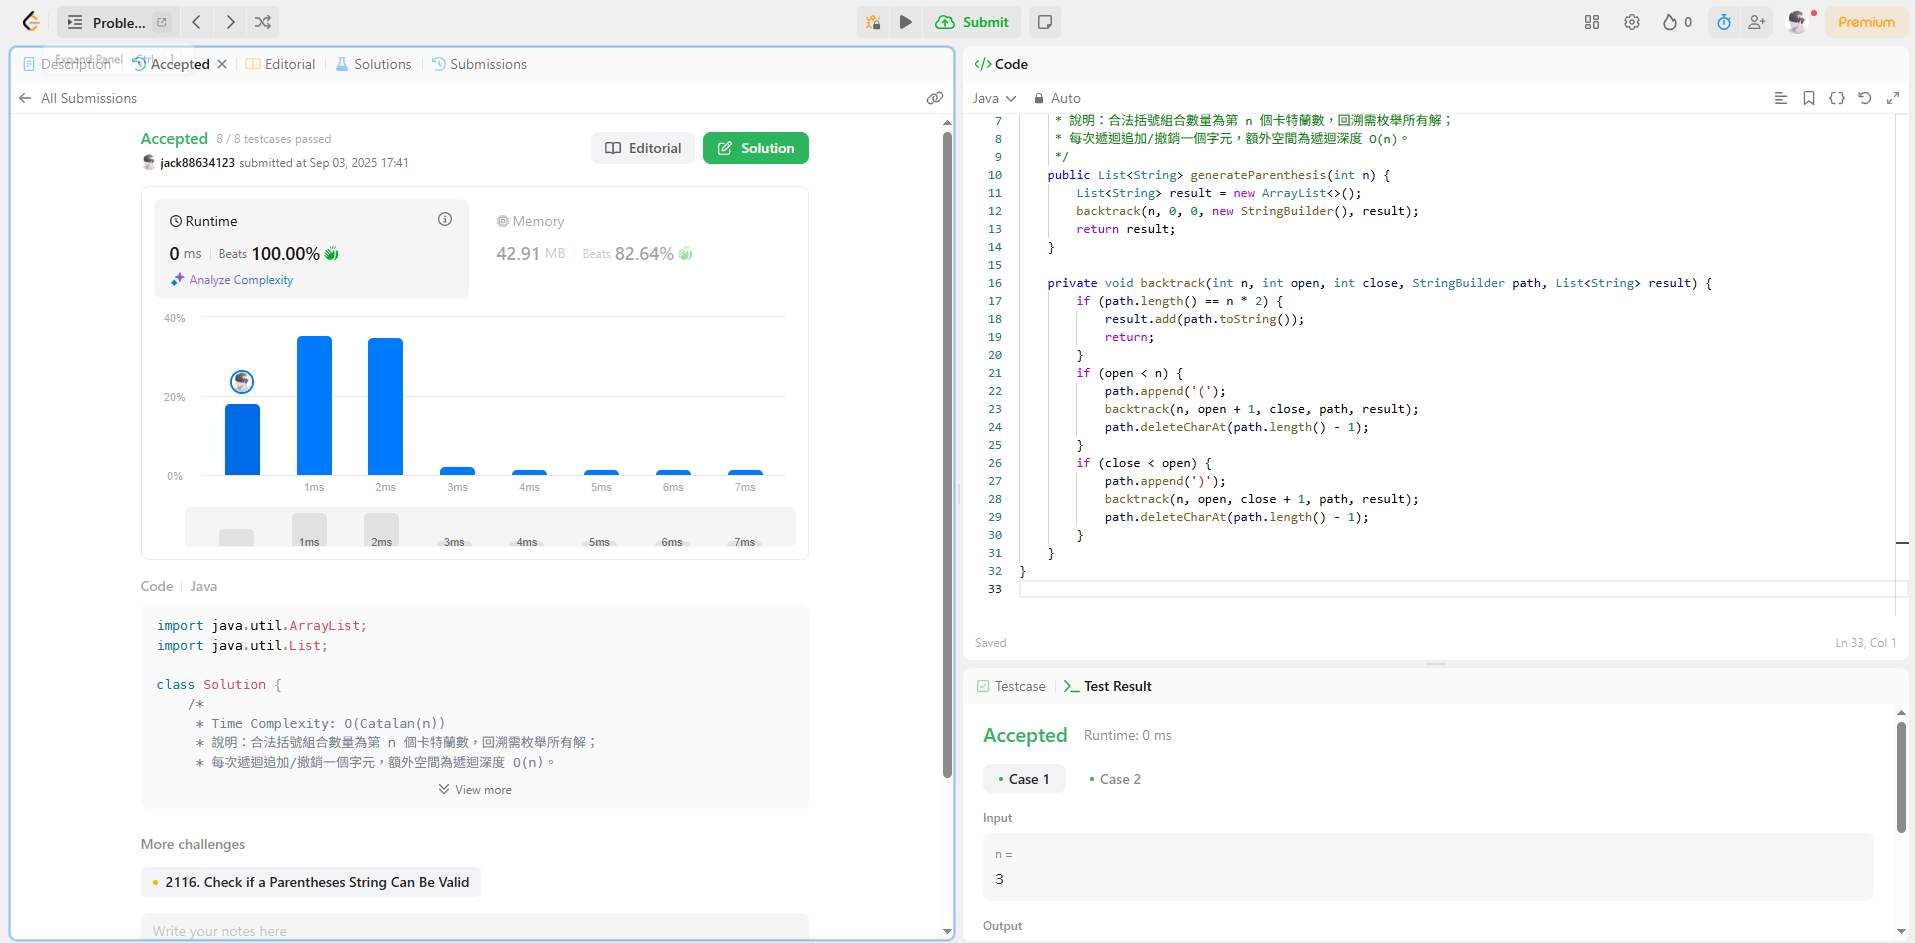 Proble...
Submit
0
Premium
Description
Accepted
Editorial
Solutions
Submissions
All Submissions
Accepted
8 / 8 testcases passed
jack88634123 submitted at Sep 03, 2025 17:41
Editorial
Solution
Runtime
0 ms
Beats 100.00%
Analyze Complexity
Memory
42.91 MB
Beats 82.64%
40%
20%
0%
1ms 2ms 3ms 4ms 5ms 6ms 7ms
1ms 2ms 3ms 4ms 5ms 6ms 7ms
Code
Java
import java.util.ArrayList;
import java.util.List;
class Solution {
/*
* Time Complexity: O(Catalan(n))
* 說明：合法括號組合數量為第 n 個卡特蘭數，回溯需枚舉所有解；
* 每次遞迴追加/撤銷一個字元，額外空間為遞迴深度 O(n)。
View more
More challenges
2116. Check if a Parentheses String Can Be Valid
Write your notes here
Code
Java
Auto
7 * 說明：合法括號組合數量為第 n 個卡特蘭數，回溯需枚舉所有解；
8 * 每次遞迴追加/撤銷一個字元，額外空間為遞迴深度 O(n)。
9 */
10 public List<String> generateParenthesis(int n) {
11 List<String> result = new ArrayList<>();
12 backtrack(n, 0, 0, new StringBuilder(), result);
13 return result;
14 }
15
16 private void backtrack(int n, int open, int close, StringBuilder path, List<String> result) {
17 if (path.length() == n * 2) {
18 result.add(path.toString());
19 return;
20 }
21 if (open < n) {
22 path.append('(');
23 backtrack(n, open + 1, close, path, result);
24 path.deleteCharAt(path.length() - 1);
25 }
26 if (close < open) {
27 path.append(')');
28 backtrack(n, open, close + 1, path, result);
29 path.deleteCharAt(path.length() - 1);
30 }
31 }
32 }
33
Saved
Ln 33, Col 1
Testcase
Test Result
Accepted
Runtime: 0 ms
Case 1
Case 2
Input
n =
3
Output